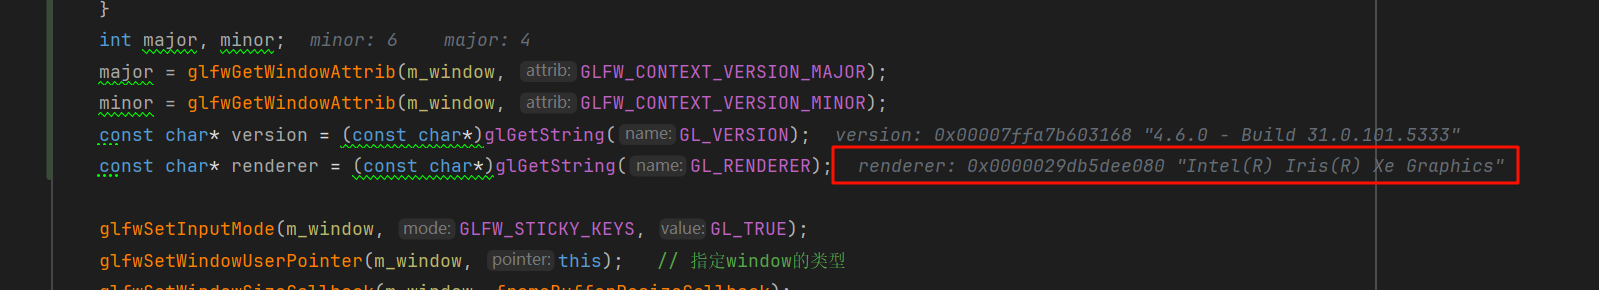 }
int major, minor;  minor: 6    major: 4
major = glfwGetWindowAttrib(m_window, attrib: GLFW_CONTEXT_VERSION_MAJOR);
minor = glfwGetWindowAttrib(m_window, attrib: GLFW_CONTEXT_VERSION_MINOR);
const char* version = (const char*)glGetString( name: GL_VERSION);  version: 0x00007ffa7b603168 "4.6.0 - Build 31.0.101.5333"
const char* renderer = (const char*)glGetString( name: GL_RENDERER);  renderer: 0x0000029db5dee080 "Intel(R) Iris(R) Xe Graphics"
glfwSetInputMode(m_window, mode: GLFW_STICKY_KEYS, value: GL_TRUE);
glfwSetWindowUserPointer(m_window, pointer: this);   // 指定window的类型
glfwSetWindowSizeCallback(m_window, frameBufferResizeCallback);